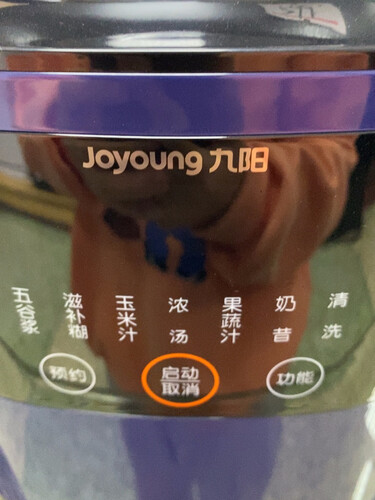 Joyoung 九阳
五谷浆
滋补糊
玉米汁
浓汤
果蔬汁
奶昔
清洗
预约
启动
取消
功能